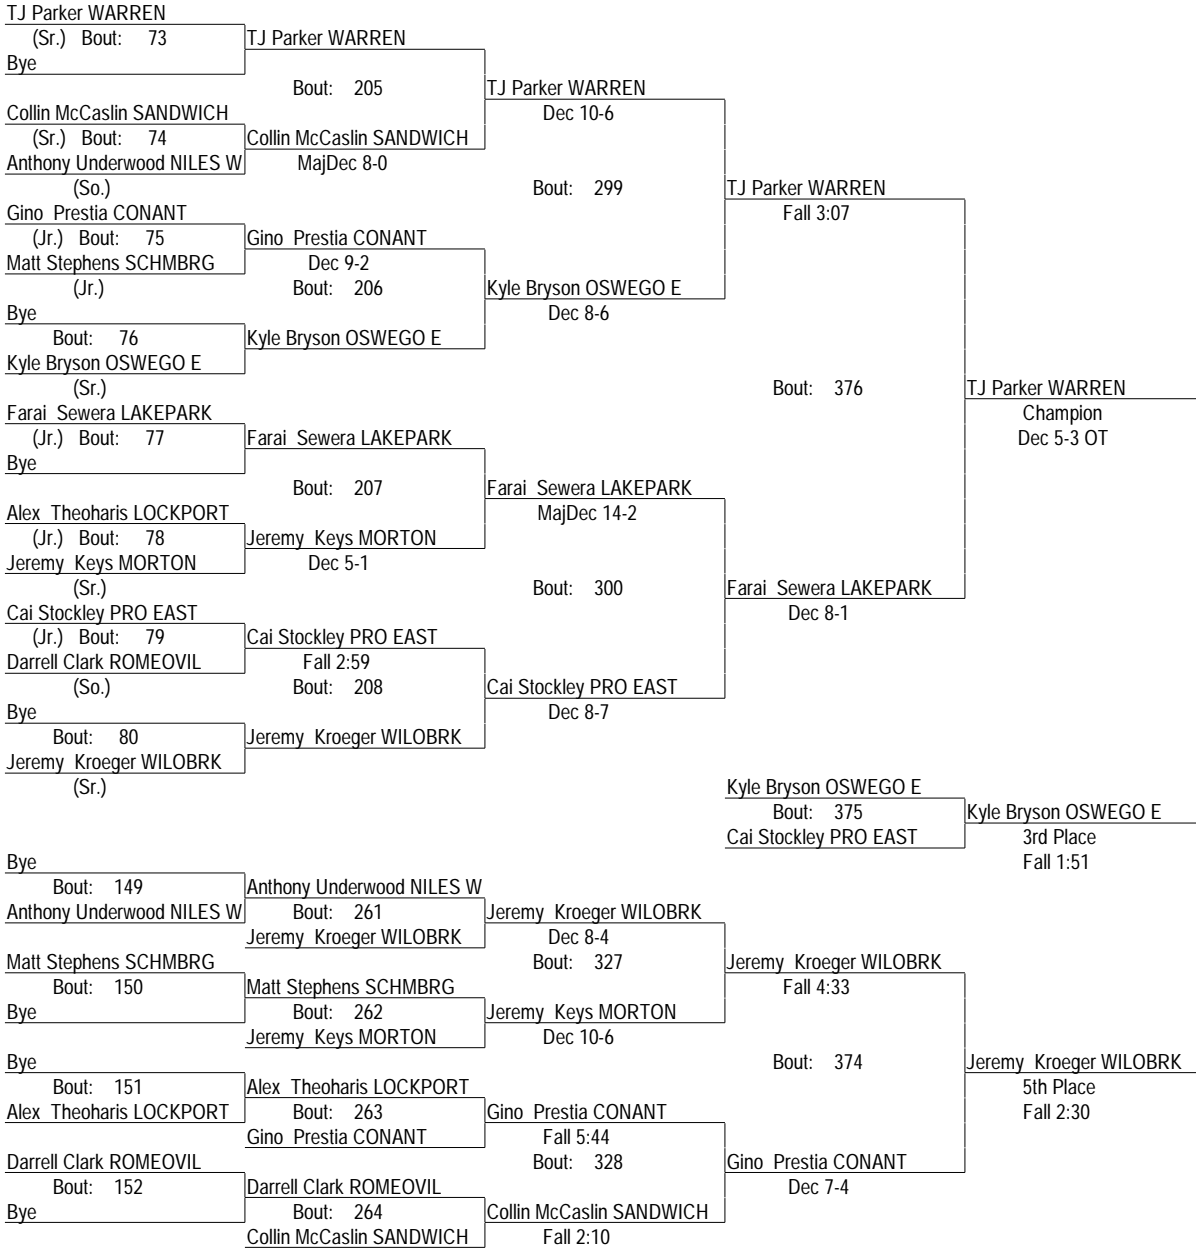 TJ Parker WARREN
(Sr.) Bout: 73 TJ Parker WARREN
Bye
Bout: 205 TJ Parker WARREN
Collin McCaslin SANDWICH Dec 10-6
(Sr.) Bout: 74 Collin McCaslin SANDWICH
Anthony Underwood NILES W MajDec 8-0
(So.) Bout: 299 TJ Parker WARREN
Gino Prestia CONANT Fall 3:07
(Jr.) Bout: 75 Gino Prestia CONANT
Matt Stephens SCHMBRG Dec 9-2
(Jr.) Bout: 206 Kyle Bryson OSWEGO E
Bye Dec 8-6
Bout: 76 Kyle Bryson OSWEGO E
Kyle Bryson OSWEGO E
(Sr.) Bout: 376 TJ Parker WARREN
Farai Sewera LAKEPARK Champion
(Jr.) Bout: 77 Farai Sewera LAKEPARK Dec 5-3 OT
Bye
Bout: 207 Farai Sewera LAKEPARK
Alex Theoharis LOCKPORT MajDec 14-2
(Jr.) Bout: 78 Jeremy Keys MORTON
Jeremy Keys MORTON Dec 5-1
(Sr.) Bout: 300 Farai Sewera LAKEPARK
Cai Stockley PRO EAST Dec 8-1
(Jr.) Bout: 79 Cai Stockley PRO EAST
Darrell Clark ROMEOVIL Fall 2:59
(So.) Bout: 208 Cai Stockley PRO EAST
Bye Dec 8-7
Bout: 80 Jeremy Kroeger WILOBRK
Jeremy Kroeger WILOBRK
(Sr.) Kyle Bryson OSWEGO E
Bout: 375 Kyle Bryson OSWEGO E
Cai Stockley PRO EAST 3rd Place
Bye Fall 1:51
Bout: 149 Anthony Underwood NILES W
Anthony Underwood NILES W Bout: 261 Jeremy Kroeger WILOBRK
Jeremy Kroeger WILOBRK Dec 8-4
Matt Stephens SCHMBRG Bout: 327 Jeremy Kroeger WILOBRK
Bout: 150 Matt Stephens SCHMBRG Fall 4:33
Bye Bout: 262 Jeremy Keys MORTON
Jeremy Keys MORTON Dec 10-6
Bye Bout: 374 Jeremy Kroeger WILOBRK
Bout: 151 Alex Theoharis LOCKPORT 5th Place
Alex Theoharis LOCKPORT Bout: 263 Gino Prestia CONANT Fall 2:30
Gino Prestia CONANT Fall 5:44
Darrell Clark ROMEOVIL Bout: 328 Gino Prestia CONANT
Bout: 152 Darrell Clark ROMEOVIL Dec 7-4
Bye Bout: 264 Collin McCaslin SANDWICH
Collin McCaslin SANDWICH Fall 2:10